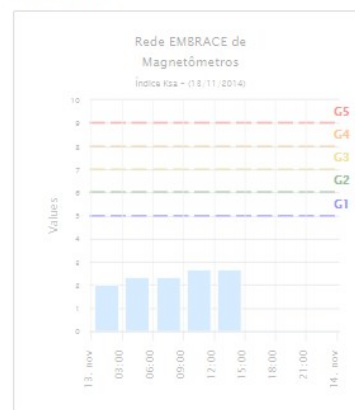 Rede EMBRACE de
Magnetômetros
Índice Ksa - (18/11/2014)
10
9
8
7
6
5
4
3
2
1
0
G5
G4
G3
G2
G1
Values
13. nov
03:00
06:00
09:00
12:00
15:00
18:00
21:00
14. nov